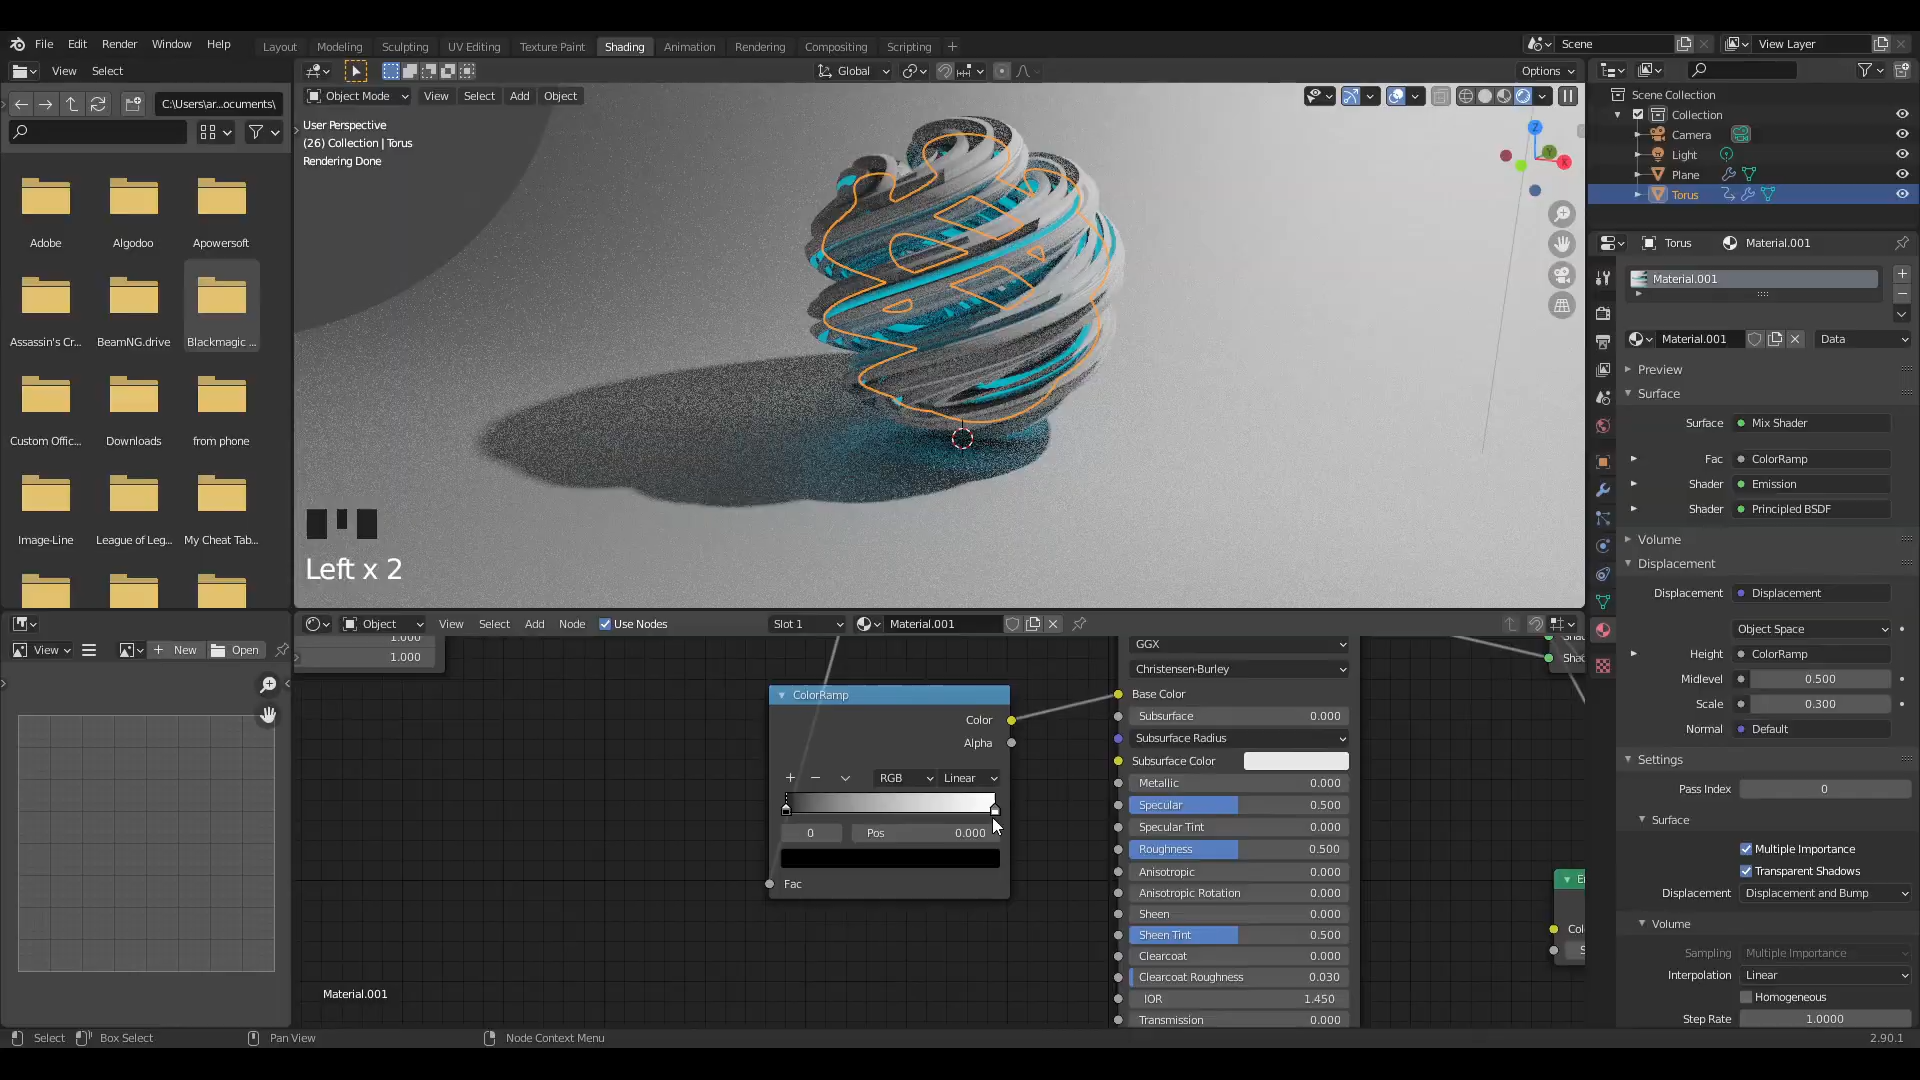 File Edit Render Window Help
Layout Modeling Sculpting UV Editing Texture Paint Shading Animation Rendering Compositing Scripting
Scene
View Layer
View Select
Global
Options
C:\Users\ar...ocuments\
Object Mode View Select Add Object
User Perspective
(26) Collection | Torus
Rendering Done
Adobe Algodoo Apowersoft
Assassin's Cr... BeamNG.drive Blackmagic ...
Custom Offic... Downloads from phone
Image-Line League of Leg... My Cheat Tab...
Left x 2
Z
Y
X
Scene Collection
Collection
Camera
Light
Plane
Torus
Torus Material.001
Material.001
Material.001 Data
Preview
Surface
Surface Mix Shader
Fac ColorRamp
Shader Emission
Shader Principled BSDF
Volume
Displacement
Displacement Displacement
Object Space
Height ColorRamp
Midlevel 0.500
Scale 0.300
Normal Default
Settings
Pass Index 0
Surface
Multiple Importance
Transparent Shadows
Displacement Displacement and Bump
Volume
Sampling Multiple Importance
Interpolation Linear
Homogeneous
Step Rate 1.0000
View New Open
Object View Select Add Node Use Nodes Slot 1 Material.001
1.000
1.000
ColorRamp
Color
Alpha
RGB Linear
0 Pos 0.000
Fac
GGX
Christensen-Burley
Base Color
Subsurface 0.000
Subsurface Radius
Subsurface Color
Metallic 0.000
Specular 0.500
Specular Tint 0.000
Roughness 0.500
Anisotropic 0.000
Anisotropic Rotation 0.000
Sheen 0.000
Sheen Tint 0.500
Clearcoat 0.000
Clearcoat Roughness 0.030
IOR 1.450
Transmission 0.000
Material.001
Select Box Select Pan View Node Context Menu 2.90.1